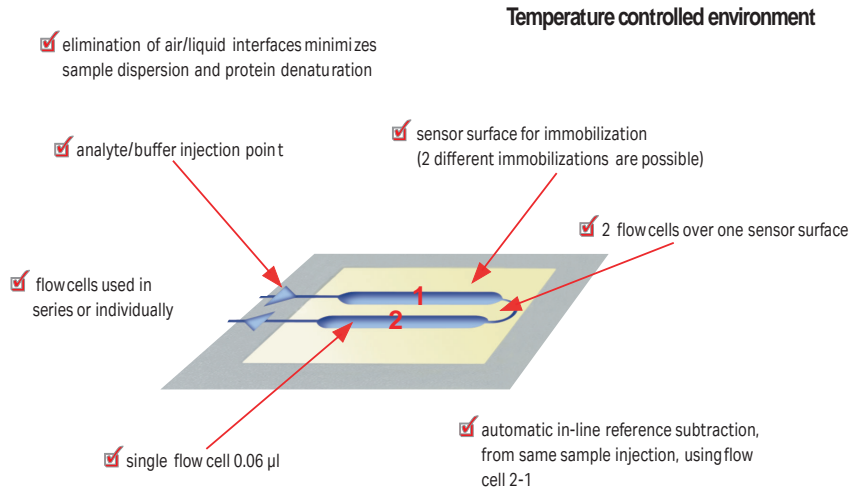 Temperature controlled environment
elimination of air/liquid interfaces minimizes
sample dispersion and protein denaturation
analyte/buffer injection point
sensor surface for immobilization
(2 different immobilizations are possible)
2 flow cells over one sensor surface
flow cells used in
series or individually
1
2
single flow cell 0.06 µl
automatic in-line reference subtraction,
from same sample injection, using flow
cell 2-1